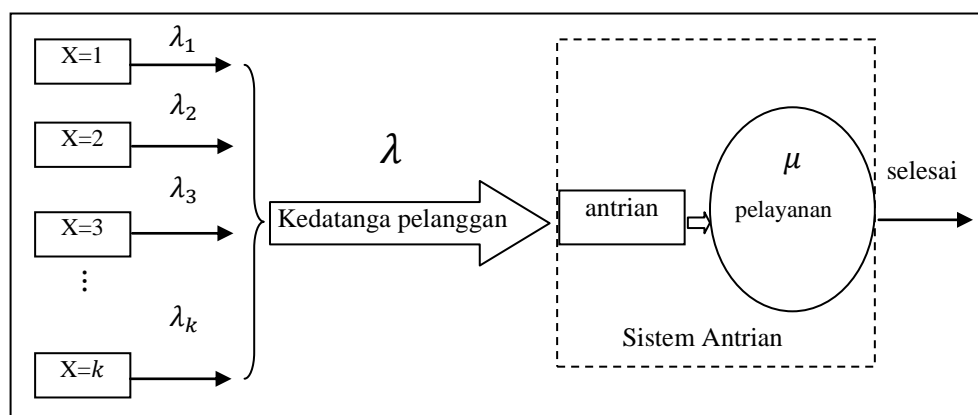 X=1
λ₁
X=2
λ₂
X=3
λ₃
⋮
X=k
λₖ
λ
Kedatanga pelanggan
antrian
μ
pelayanan
Sistem Antrian
selesai